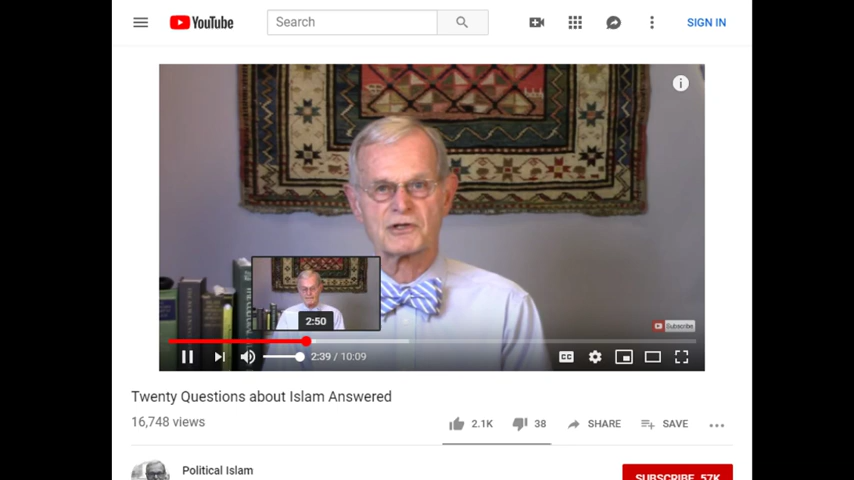 YouTube
Search
SIGN IN
Subscribe
2:50
2:39 / 10:09
CC
Twenty Questions about Islam Answered
16,748 views
2.1K
38
SHARE
SAVE
Political Islam
SUBSCRIBE 57K